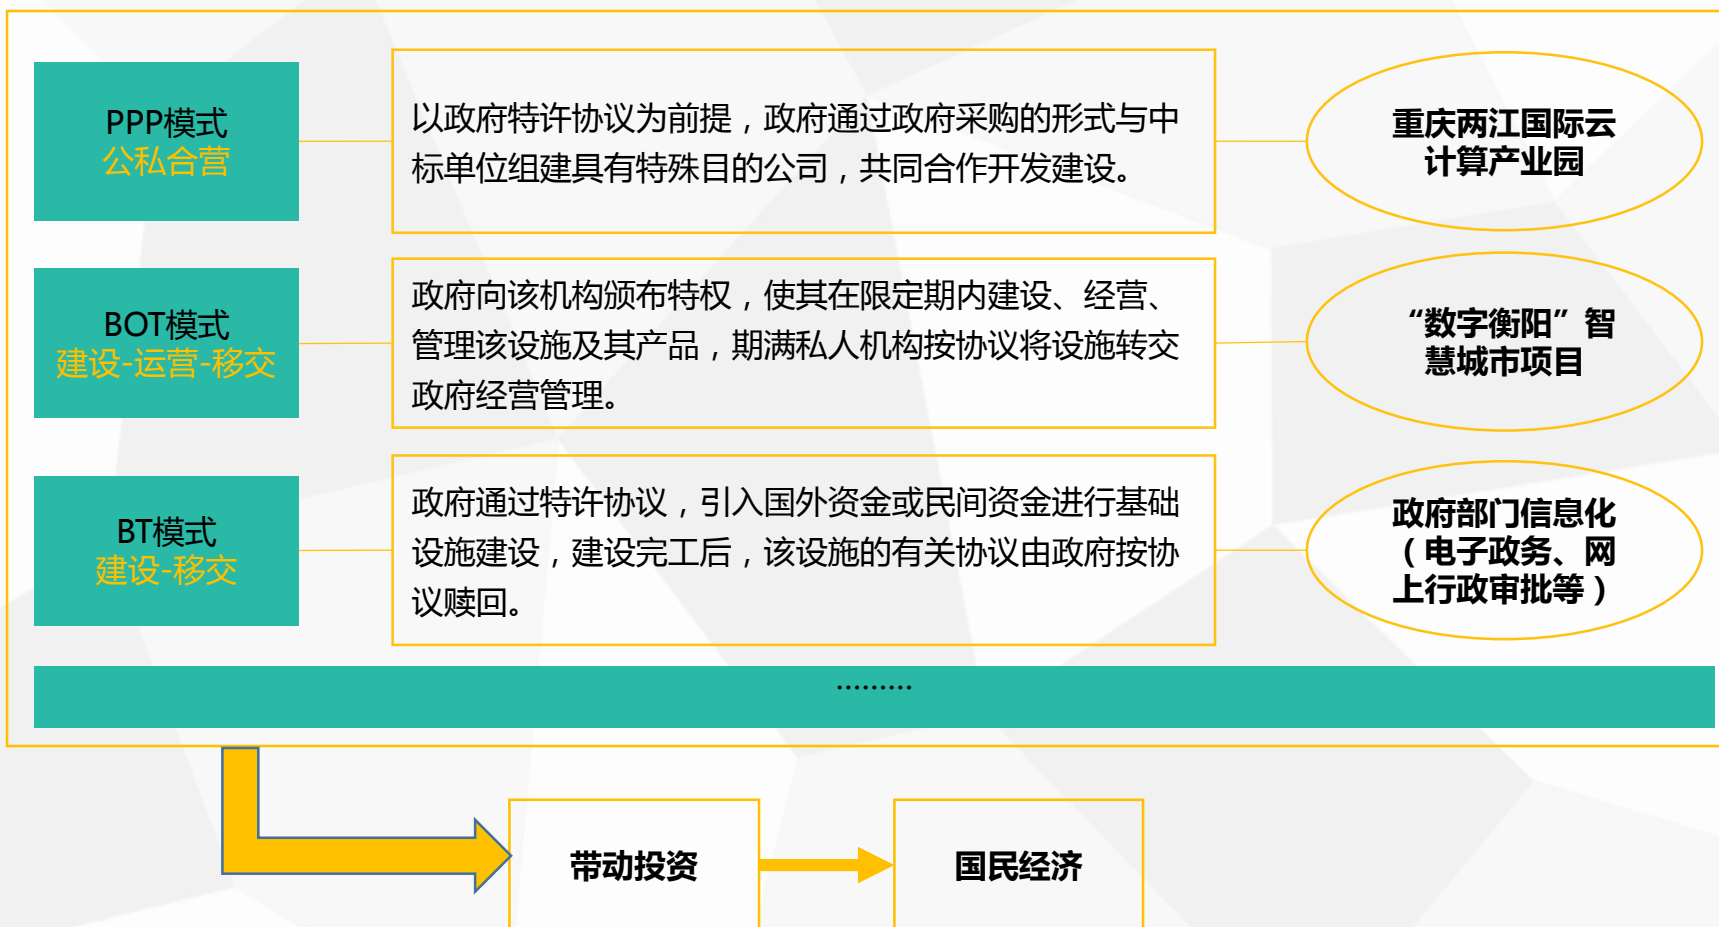 PPP模式
公私合营
以政府特许协议为前提，政府通过政府采购的形式与中
标单位组建具有特殊目的公司，共同合作开发建设。
重庆两江国际云
计算产业园
BOT模式
建设-运营-移交
政府向该机构颁布特权，使其在限定期内建设、经营、
管理该设施及其产品，期满私人机构按协议将设施转交
政府经营管理。
“数字衡阳”智
慧城市项目
BT模式
建设-移交
政府通过特许协议，引入国外资金或民间资金进行基础
设施建设，建设完工后，该设施的有关协议由政府按协
议赎回。
政府部门信息化
（电子政务、网
上行政审批等）
………
带动投资
国民经济